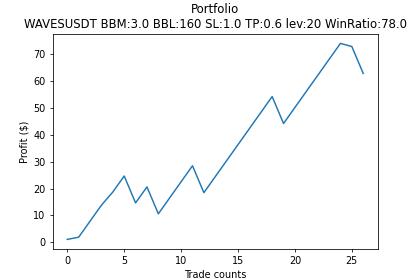 Portfolio
WAVESUSDT BBM:3.0 BBL:160 SL:1.0 TP:0.6 lev:20 WinRatio:78.0
70
60
50
40
30
20
10
0
Profit ($)
0 5 10 15 20 25
Trade counts